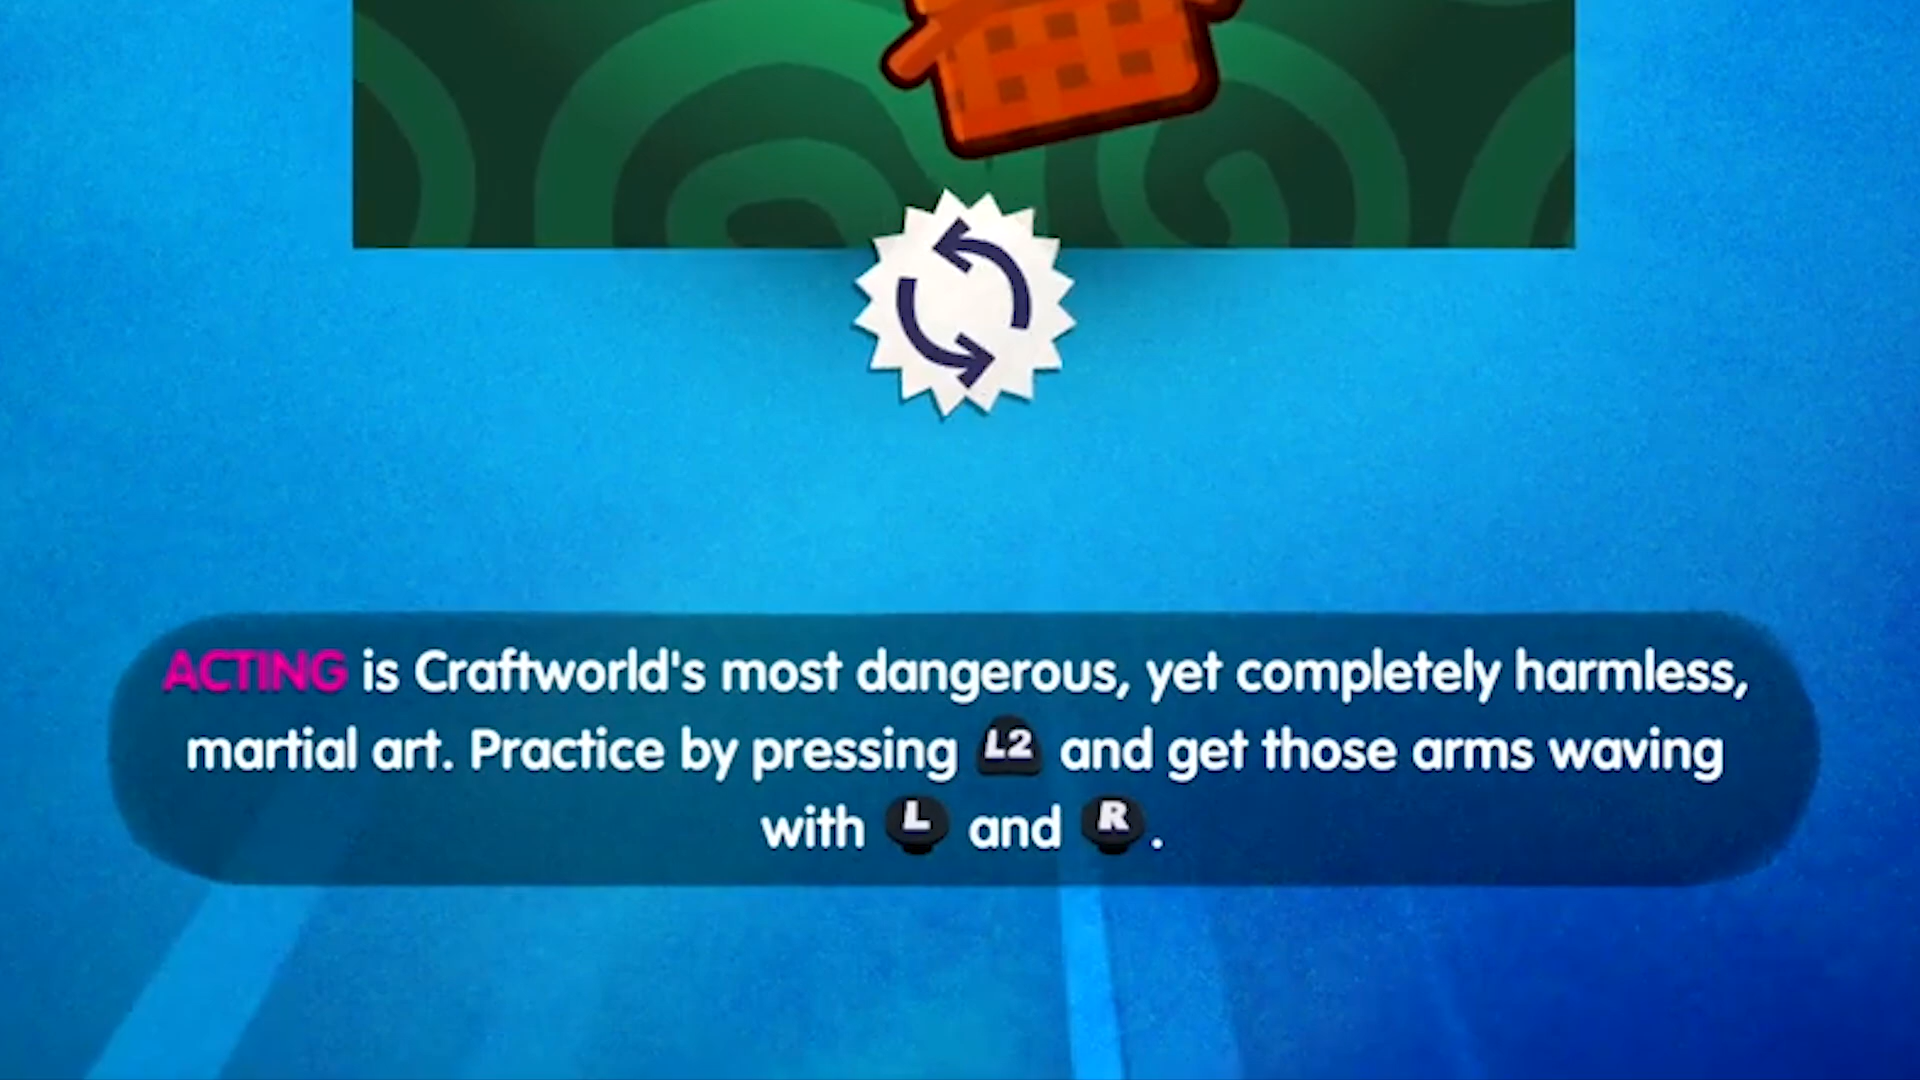 ACTING is Craftworld's most dangerous, yet completely harmless,
martial art. Practice by pressing L2 and get those arms waving
with L and R.